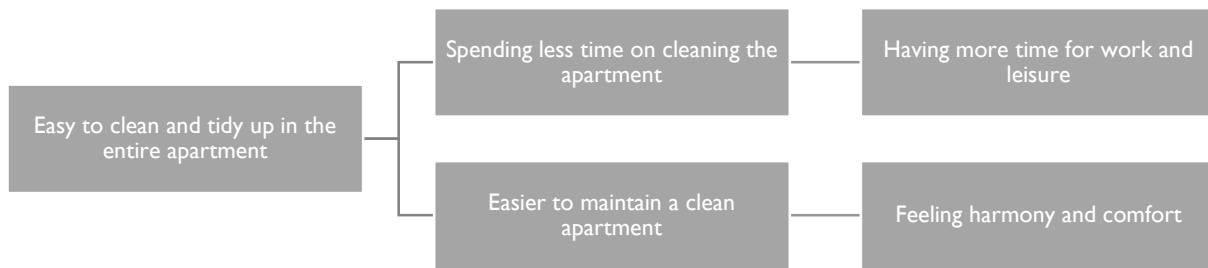 Easy to clean and tidy up in the
entire apartment
Spending less time on cleaning the
apartment
Having more time for work and
leisure
Easier to maintain a clean
apartment
Feeling harmony and comfort